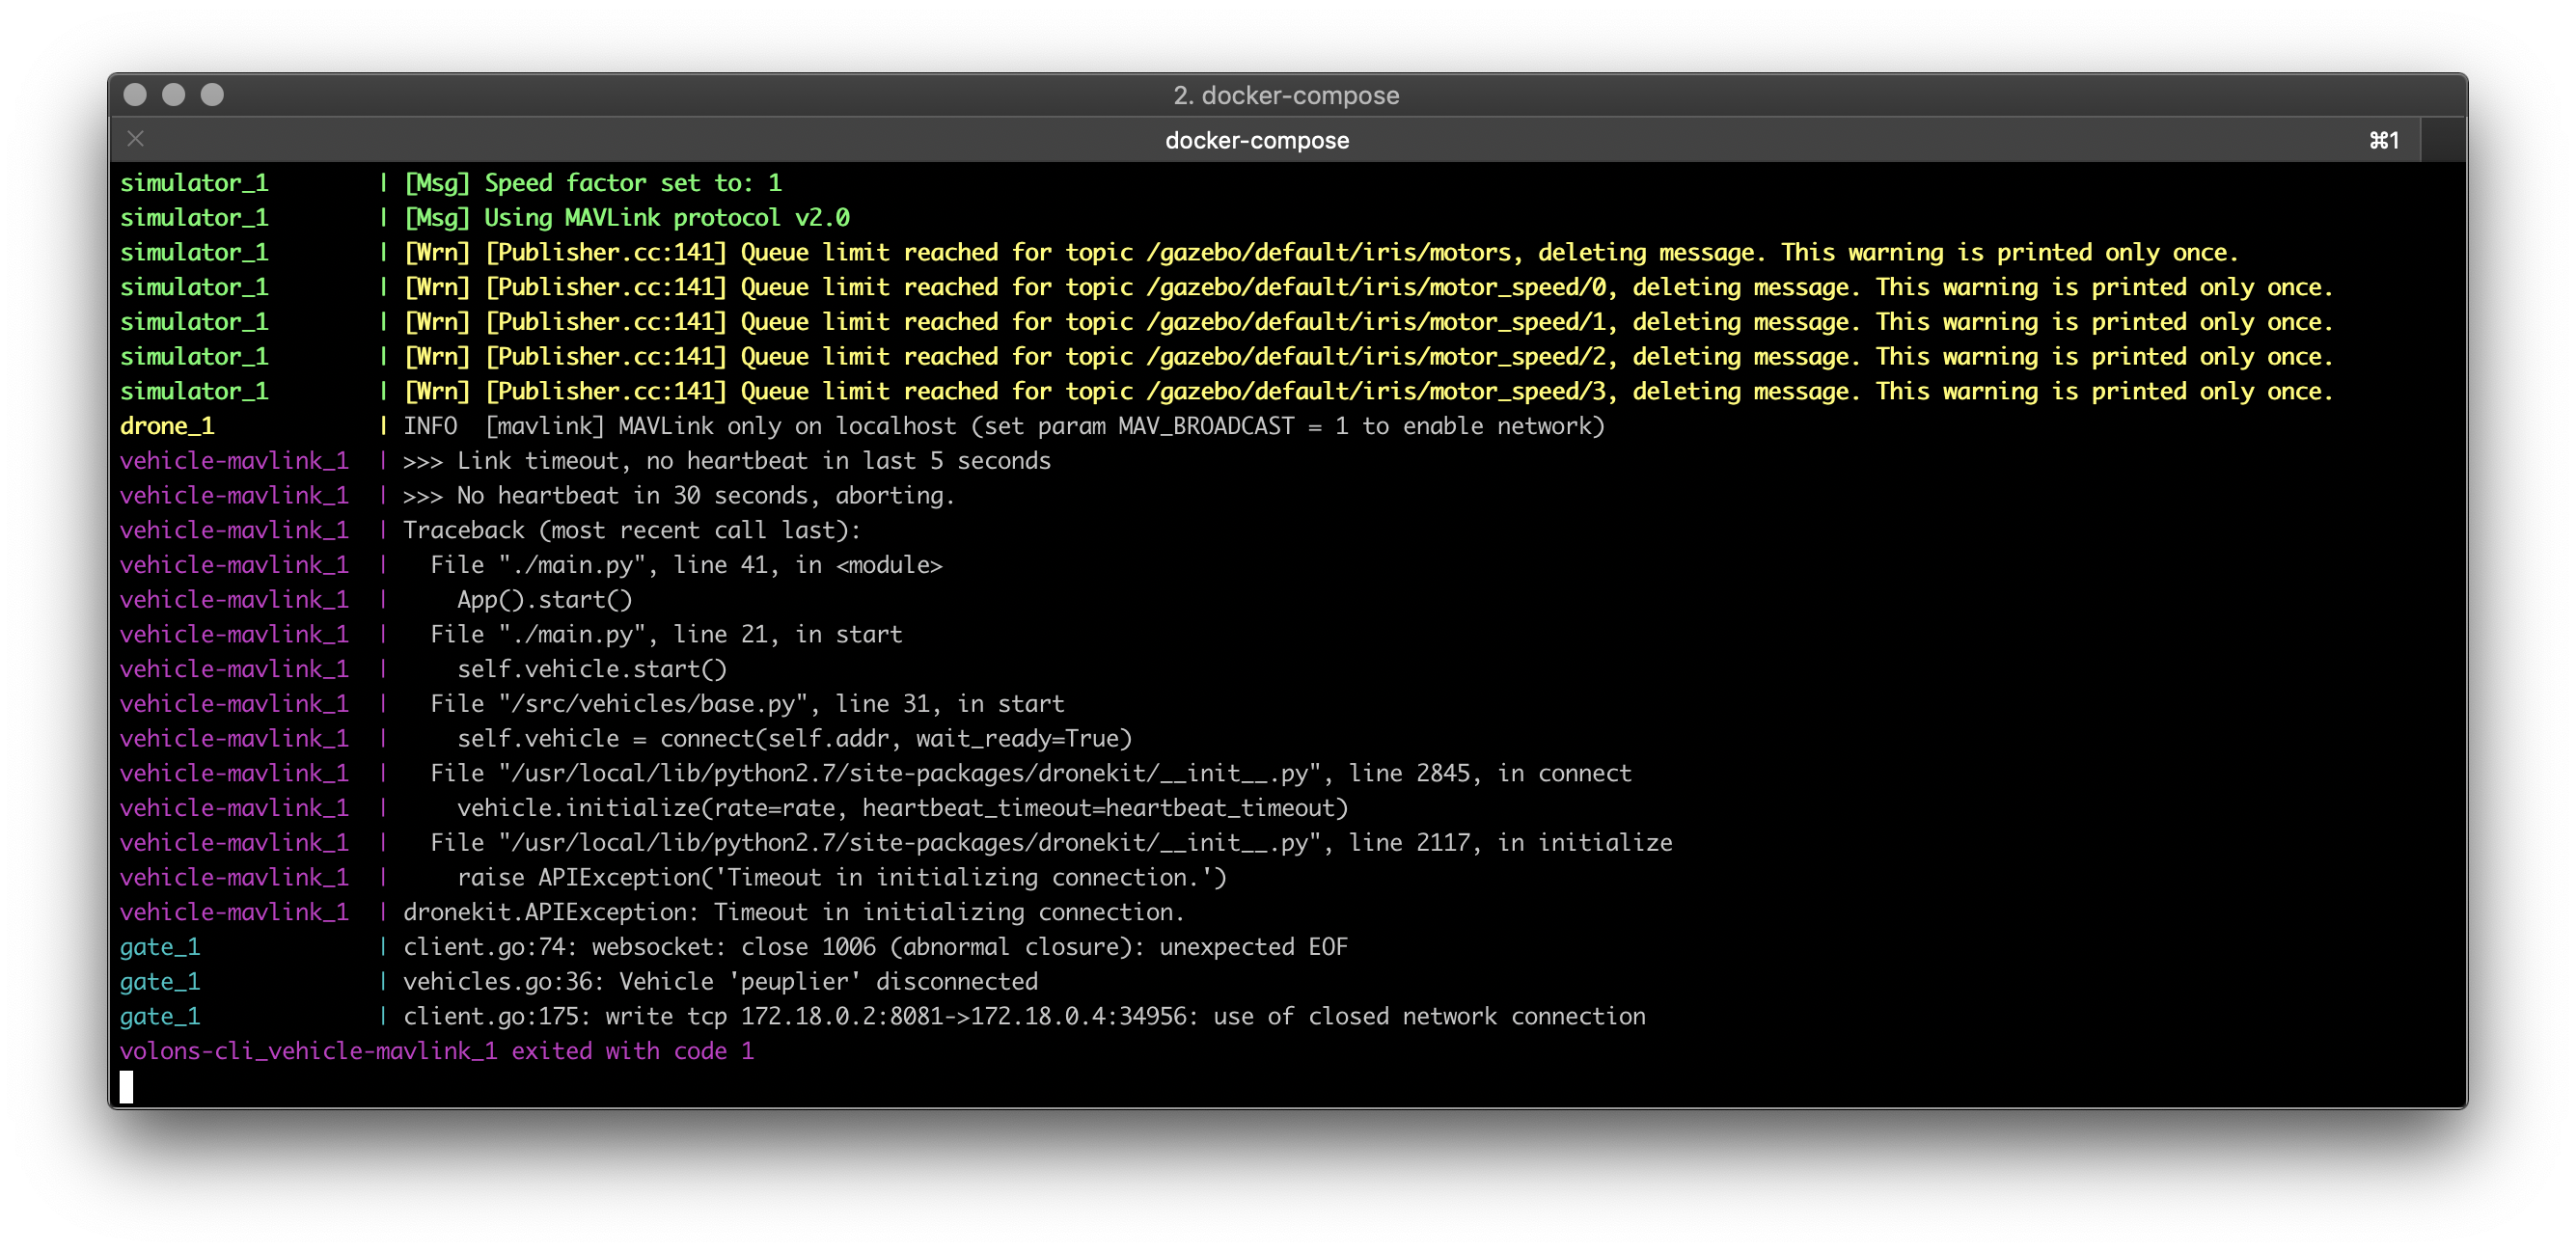 2. docker-compose
docker-compose ⌘1
simulator_1 | [Msg] Speed factor set to: 1
simulator_1 | [Msg] Using MAVLink protocol v2.0
simulator_1 | [Wrn] [Publisher.cc:141] Queue limit reached for topic /gazebo/default/iris/motors, deleting message. This warning is printed only once.
simulator_1 | [Wrn] [Publisher.cc:141] Queue limit reached for topic /gazebo/default/iris/motor_speed/0, deleting message. This warning is printed only once.
simulator_1 | [Wrn] [Publisher.cc:141] Queue limit reached for topic /gazebo/default/iris/motor_speed/1, deleting message. This warning is printed only once.
simulator_1 | [Wrn] [Publisher.cc:141] Queue limit reached for topic /gazebo/default/iris/motor_speed/2, deleting message. This warning is printed only once.
simulator_1 | [Wrn] [Publisher.cc:141] Queue limit reached for topic /gazebo/default/iris/motor_speed/3, deleting message. This warning is printed only once.
drone_1 | INFO  [mavlink] MAVLink only on localhost (set param MAV_BROADCAST = 1 to enable network)
vehicle-mavlink_1 | >>> Link timeout, no heartbeat in last 5 seconds
vehicle-mavlink_1 | >>> No heartbeat in 30 seconds, aborting.
vehicle-mavlink_1 | Traceback (most recent call last):
vehicle-mavlink_1 |   File "./main.py", line 41, in <module>
vehicle-mavlink_1 |     App().start()
vehicle-mavlink_1 |   File "./main.py", line 21, in start
vehicle-mavlink_1 |     self.vehicle.start()
vehicle-mavlink_1 |   File "/src/vehicles/base.py", line 31, in start
vehicle-mavlink_1 |     self.vehicle = connect(self.addr, wait_ready=True)
vehicle-mavlink_1 |   File "/usr/local/lib/python2.7/site-packages/dronekit/__init__.py", line 2845, in connect
vehicle-mavlink_1 |     vehicle.initialize(rate=rate, heartbeat_timeout=heartbeat_timeout)
vehicle-mavlink_1 |   File "/usr/local/lib/python2.7/site-packages/dronekit/__init__.py", line 2117, in initialize
vehicle-mavlink_1 |     raise APIException('Timeout in initializing connection.')
vehicle-mavlink_1 | dronekit.APIException: Timeout in initializing connection.
gate_1 | client.go:74: websocket: close 1006 (abnormal closure): unexpected EOF
gate_1 | vehicles.go:36: Vehicle 'peuplier' disconnected
gate_1 | client.go:175: write tcp 172.18.0.2:8081->172.18.0.4:34956: use of closed network connection
volons-cli_vehicle-mavlink_1 exited with code 1